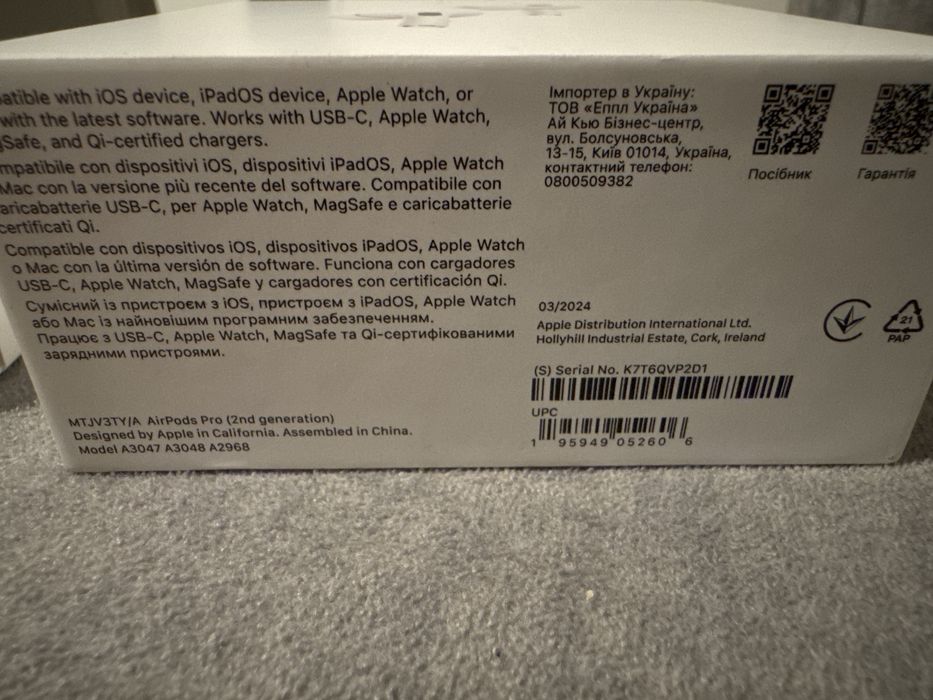 atible with iOS device, iPadOS device, Apple Watch, or
with the latest software. Works with USB-C, Apple Watch,
Safe, and Qi-certified chargers.
mpatibile con dispositivi iOS, dispositivi iPadOS, Apple Watch
Mac con la versione più recente del software. Compatibile con
aricabatterie USB-C, per Apple Watch, MagSafe e caricabatterie
certificati Qi.
Compatible con dispositivos iOS, dispositivos iPadOS, Apple Watch
o Mac con la última versión de software. Funciona con cargadores
USB-C, Apple Watch, MagSafe y cargadores con certificación Qi.
Сумісний із пристроєм з iOS, пристроєм з iPadOS, Apple Watch
або Mac із найновішим програмним забезпеченням.
Працює з USB-C, Apple Watch, MagSafe та Qi-сертифікованими
зарядними пристроями.
MTJV3TY/A AirPods Pro (2nd generation)
Designed by Apple in California. Assembled in China.
Model A3047 A3048 A2968
Імпортер в Україну:
ТОВ «Еппл Україна»
Ай Кью Бізнес-центр,
вул. Болсуновська,
13-15, Київ 01014, Україна,
контактний телефон:
0800509382
Посібник
Гарантія
03/2024
Apple Distribution International Ltd.
Hollyhill Industrial Estate, Cork, Ireland
21
PAP
(S) Serial No. K7T6QVP2D1
UPC
1 95949 05260 6